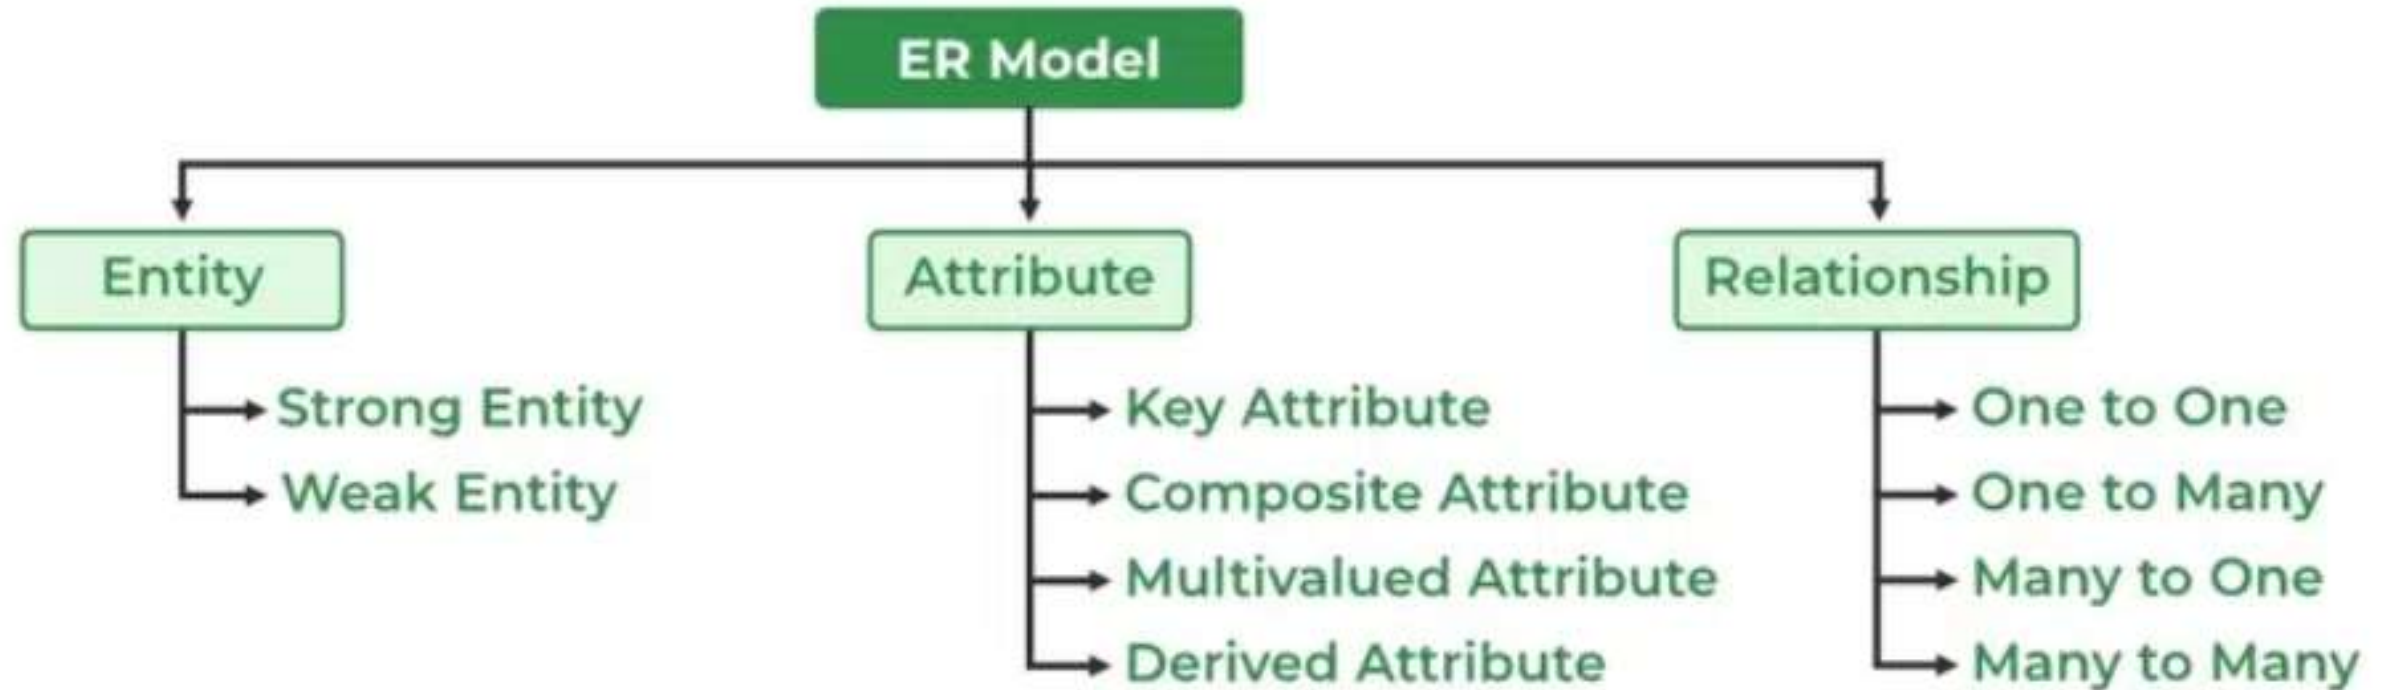 ER Model
Entity
Attribute
Relationship
Strong Entity
Weak Entity
Key Attribute
Composite Attribute
Multivalued Attribute
Derived Attribute
One to One
One to Many
Many to One
Many to Many